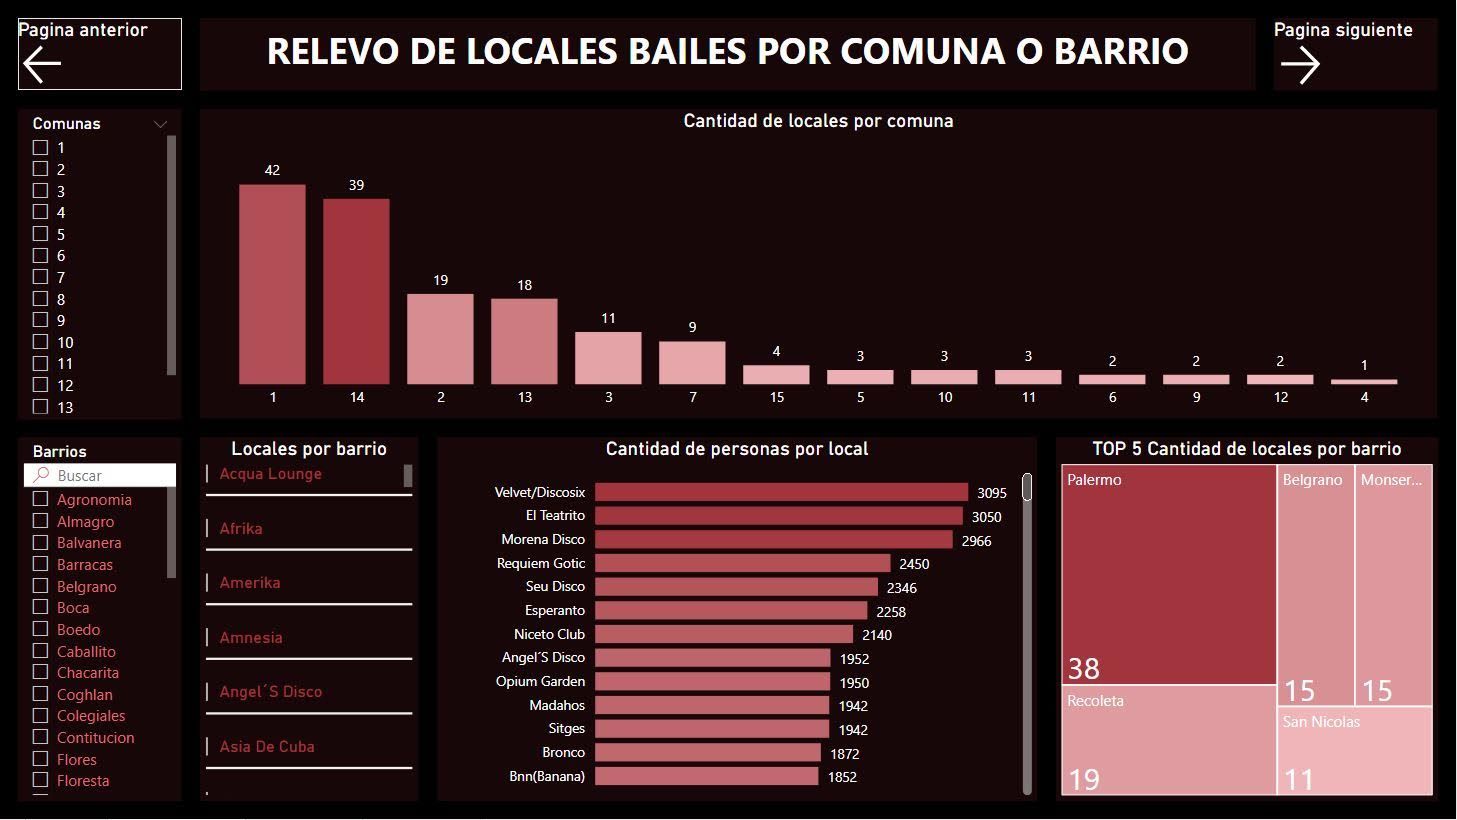 Pagina anterior
RELEVO DE LOCALES BAILES POR COMUNA O BARRIO
Pagina siguiente
Comunas
1
2
3
4
5
6
7
8
9
10
11
12
13
Cantidad de locales por comuna
42
39
19
18
11
9
4
3
3
3
2
2
2
1
1
14
2
13
3
7
15
5
10
11
6
9
12
4
Barrios
Buscar
Agronomia
Almagro
Balvanera
Barracas
Belgrano
Boca
Boedo
Caballito
Chacarita
Coghlan
Colegiales
Contitucion
Flores
Floresta
Locales por barrio
Acqua Lounge
Afrika
Amerika
Amnesia
Angel´S Disco
Asia De Cuba
Cantidad de personas por local
Velvet/Discosix 3095
El Teatrito 3050
Morena Disco 2966
Requiem Gotic 2450
Seu Disco 2346
Esperanto 2258
Niceto Club 2140
Angel´S Disco 1952
Opium Garden 1950
Madahos 1942
Sitges 1942
Bronco 1872
Bnn(Banana) 1852
TOP 5 Cantidad de locales por barrio
Palermo
38
Recoleta
19
Belgrano
15
Monser...
15
San Nicolas
11